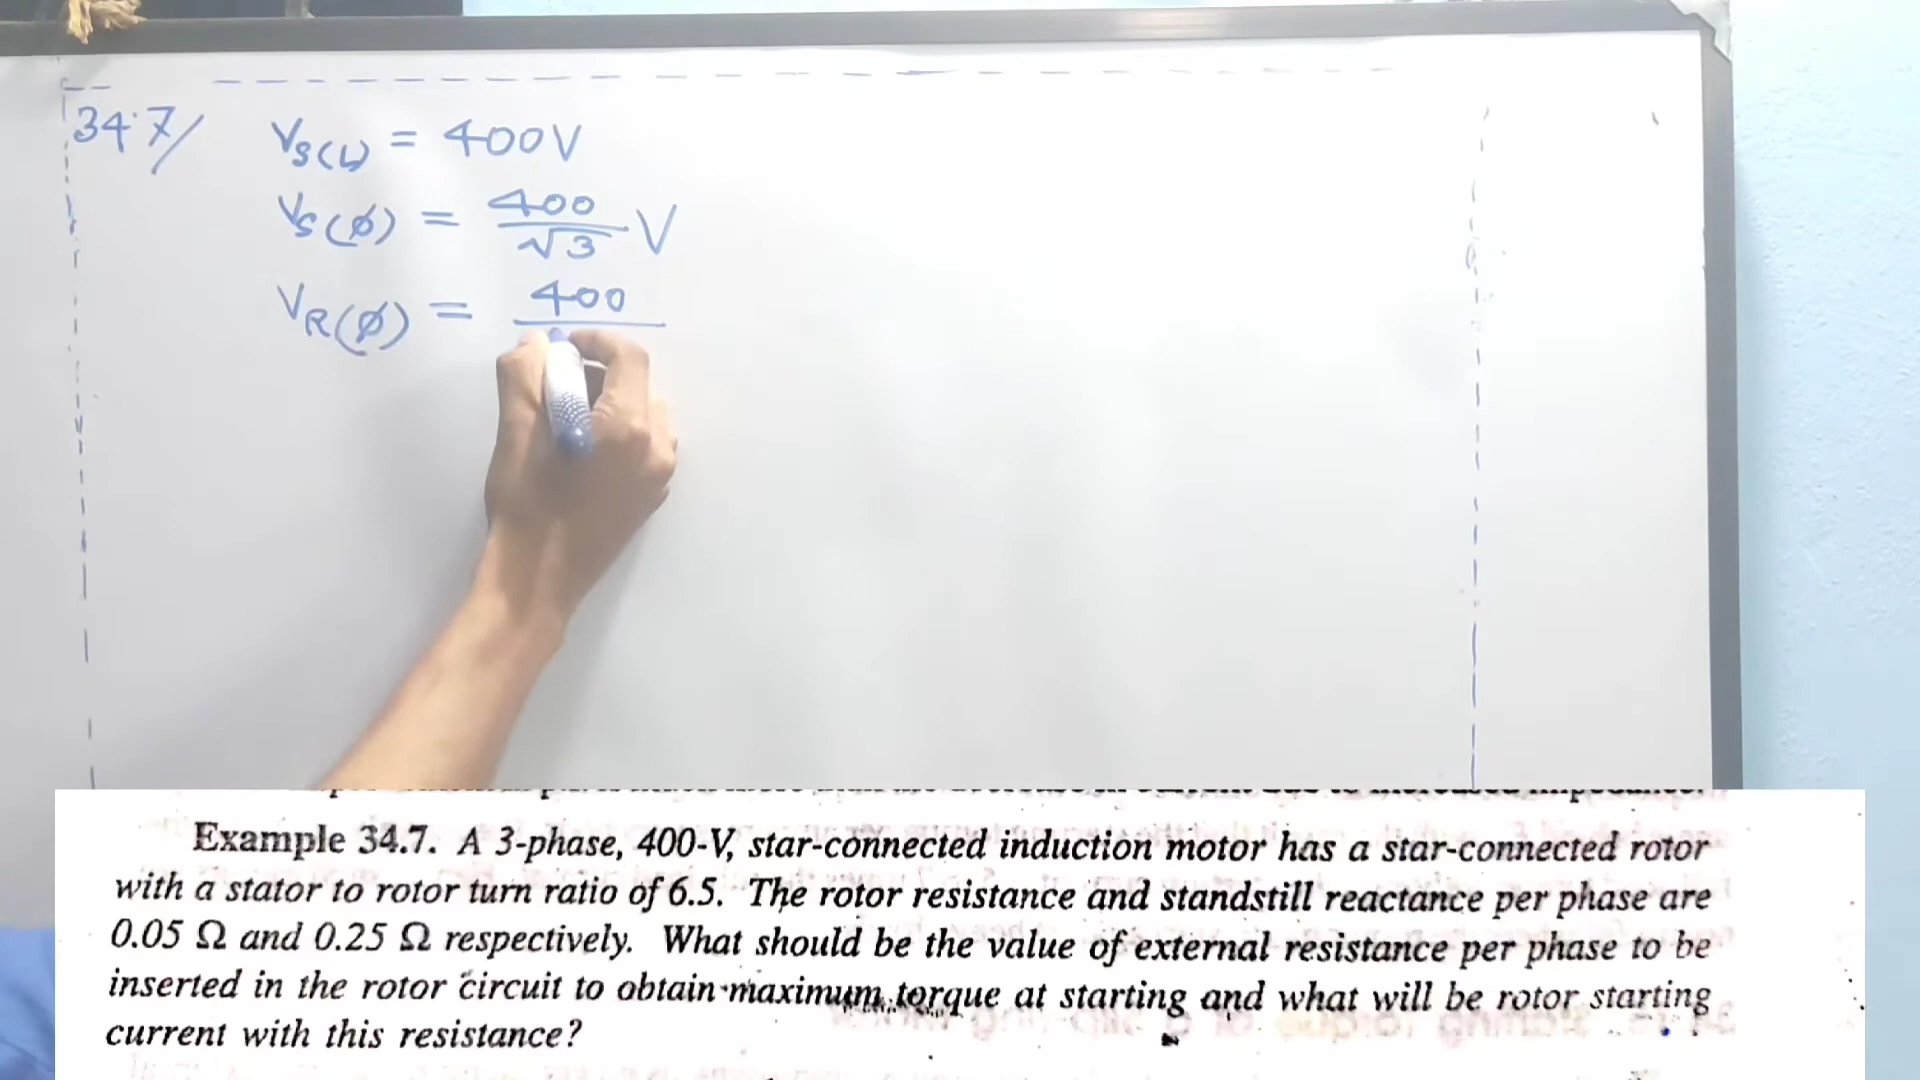 34.7/
V_S(L) = 400V
V_S(φ) = 400/√3 V
V_R(φ) = 400
Example 34.7. A 3-phase, 400-V, star-connected induction motor has a star-connected rotor
with a stator to rotor turn ratio of 6.5. The rotor resistance and standstill reactance per phase are
0.05 Ω and 0.25 Ω respectively. What should be the value of external resistance per phase to be
inserted in the rotor circuit to obtain maximum torque at starting and what will be rotor starting
current with this resistance?